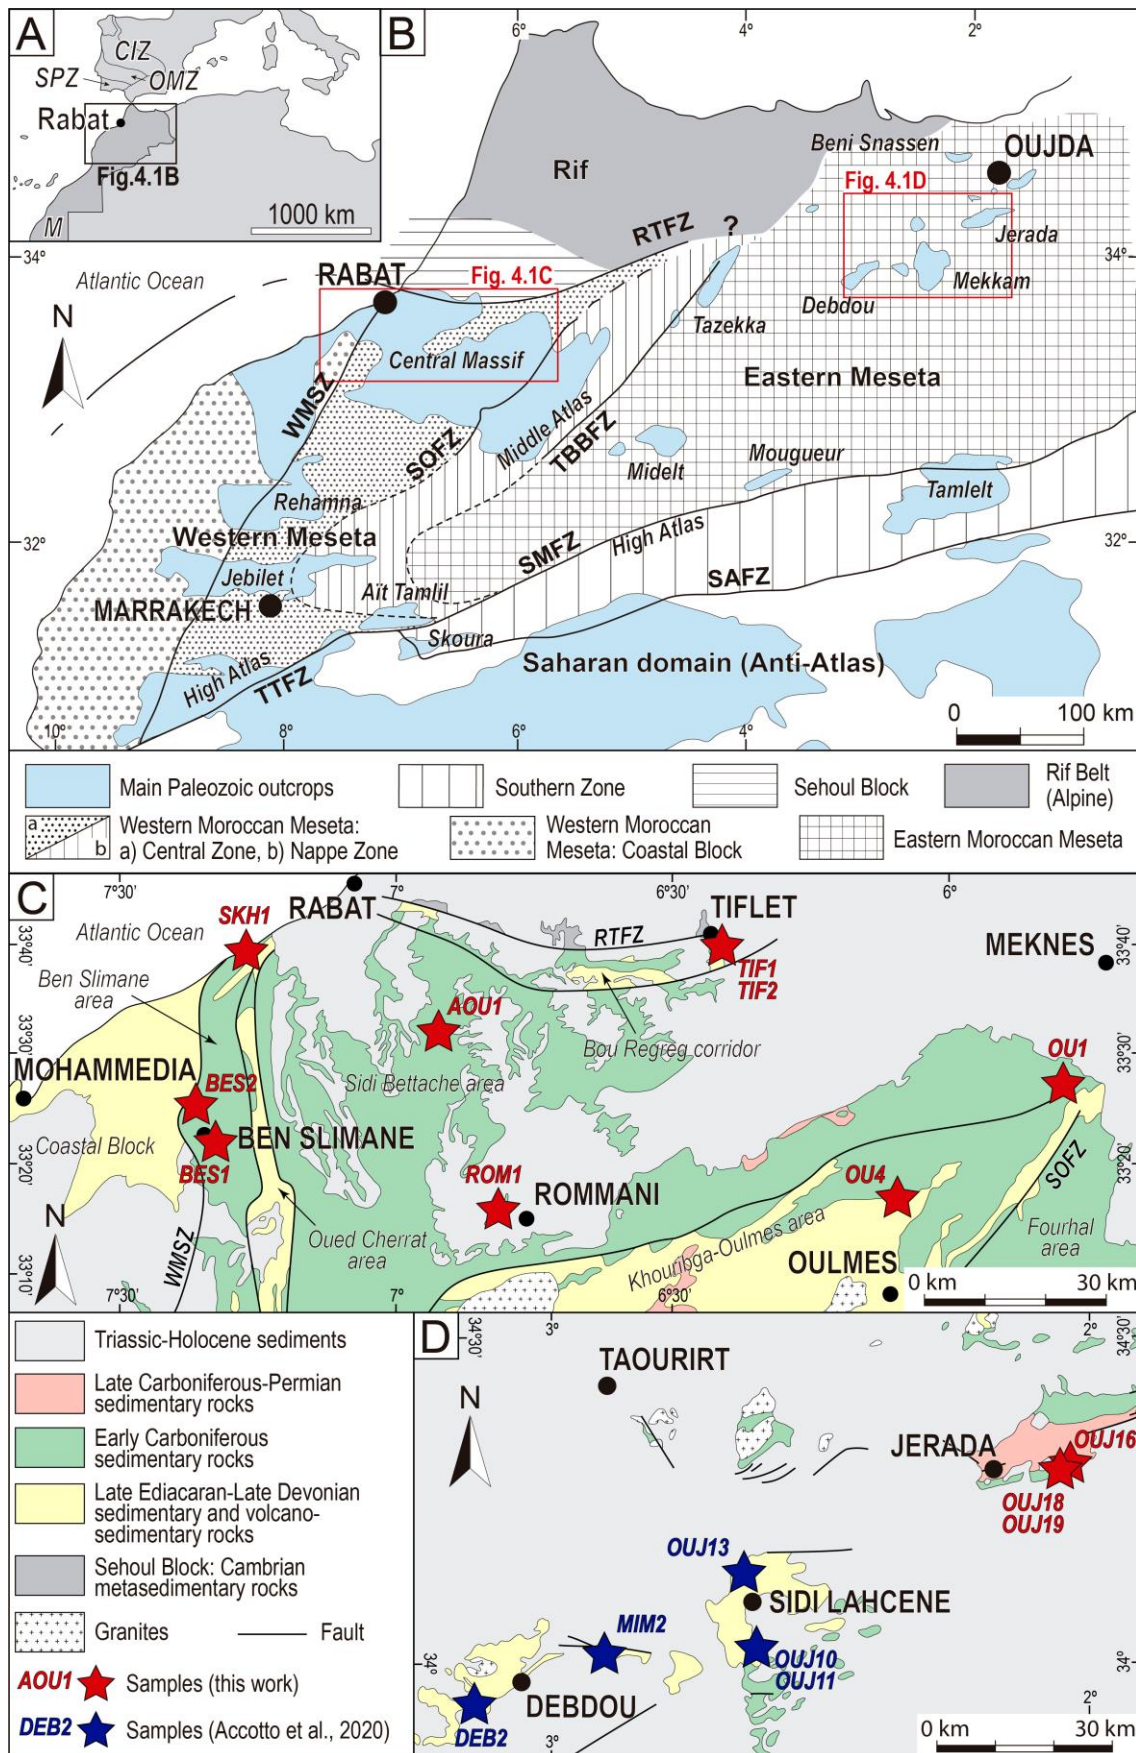 A
CIZ
SPZ
OMZ
Rabat
Fig.4.1B
M
1000 km
B
6°
4°
2°
Rif
Beni Snassen
OUJDA
Fig. 4.1D
Jerada
34°
34°
Mekkam
Debdou
RTFZ
?
Atlantic Ocean
RABAT
Fig. 4.1C
N
Tazekka
Central Massif
Eastern Meseta
WMSZ
SOFZ
Middle Atlas
TBBFZ
Midelt
Mougueur
Rehamna
Tamlelt
Western Meseta
32°
32°
SMFZ
High Atlas
SAFZ
Jebilet
Aït Tamlil
MARRAKECH
Skoura
Saharan domain (Anti-Atlas)
High Atlas
TTFZ
10°
8°
6°
4°
0
100 km
Main Paleozoic outcrops
Southern Zone
Sehoul Block
Rif Belt
(Alpine)
a
b
Western Moroccan Meseta:
a) Central Zone, b) Nappe Zone
Western Moroccan
Meseta: Coastal Block
Eastern Moroccan Meseta
C
7°30'
7°
6°30'
6°
RABAT
SKH1
TIFLET
33°40'
33°40'
Atlantic Ocean
RTFZ
MEKNES
Ben Slimane
area
TIF1
TIF2
AOU1
Bou Regreg corridor
33°30'
33°30'
OU1
MOHAMMEDIA
BES2
Sidi Bettache area
Coastal Block
BEN SLIMANE
BES1
33°20'
33°20'
ROM1
ROMMANI
OU4
SOFZ
N
Oued Cherrat
area
Khouribga-Oulmes area
Fourhal
area
WMSZ
OULMES
33°10'
0 km
30 km
7°30'
7°
6°30'
Triassic-Holocene sediments
Late Carboniferous-Permian
sedimentary rocks
Early Carboniferous
sedimentary rocks
Late Ediacaran-Late Devonian
sedimentary and volcano-
sedimentary rocks
Sehoul Block: Cambrian
metasedimentary rocks
Granites
Fault
AOU1
Samples (this work)
DEB2
Samples (Accotto et al., 2020)
D
34°30'
3°
2°
34°30'
TAOURIRT
N
JERADA
OUJ16
OUJ18
OUJ19
OUJ13
SIDI LAHCENE
MIM2
OUJ10
OUJ11
34°
34°
DEBDOU
DEB2
2°
3°
0 km
30 km